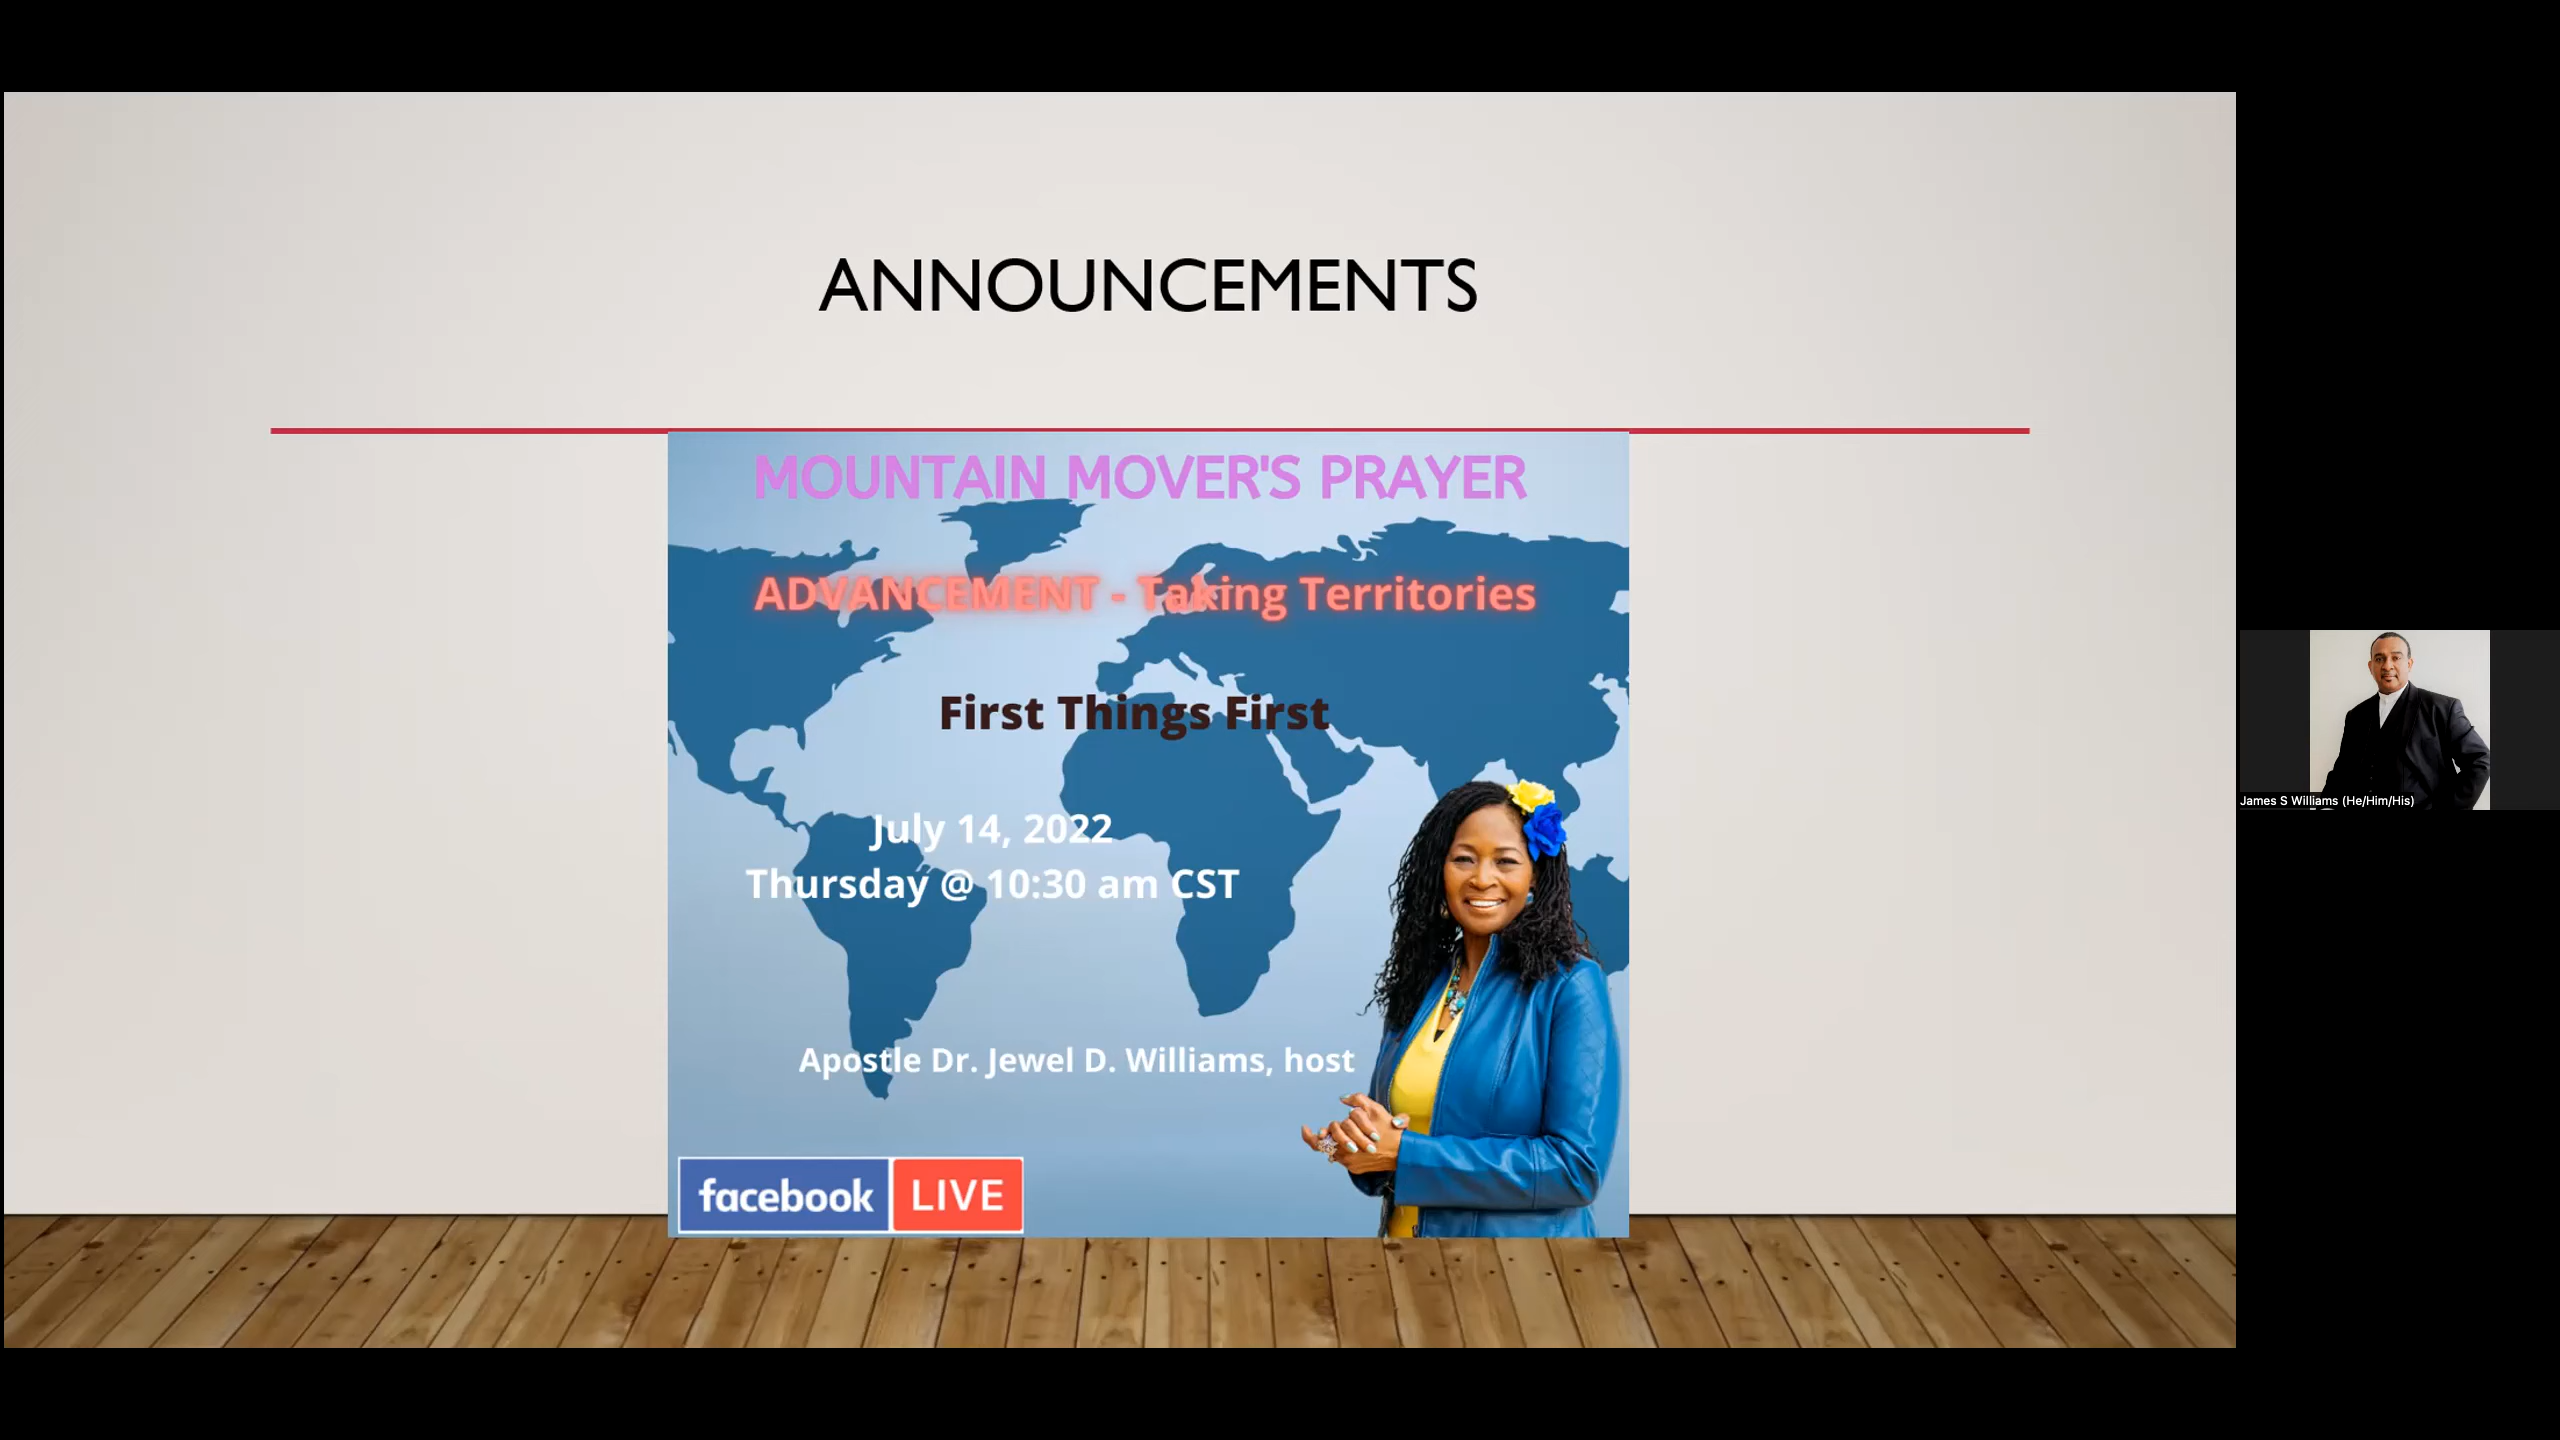 ANNOUNCEMENTS
MOUNTAIN MOVER'S PRAYER
ADVANCEMENT - Taking Territories
First Things First
July 14, 2022
Thursday @ 10:30 am CST
Apostle Dr. Jewel D. Williams, host
facebook LIVE
James S Williams (He/Him/His)